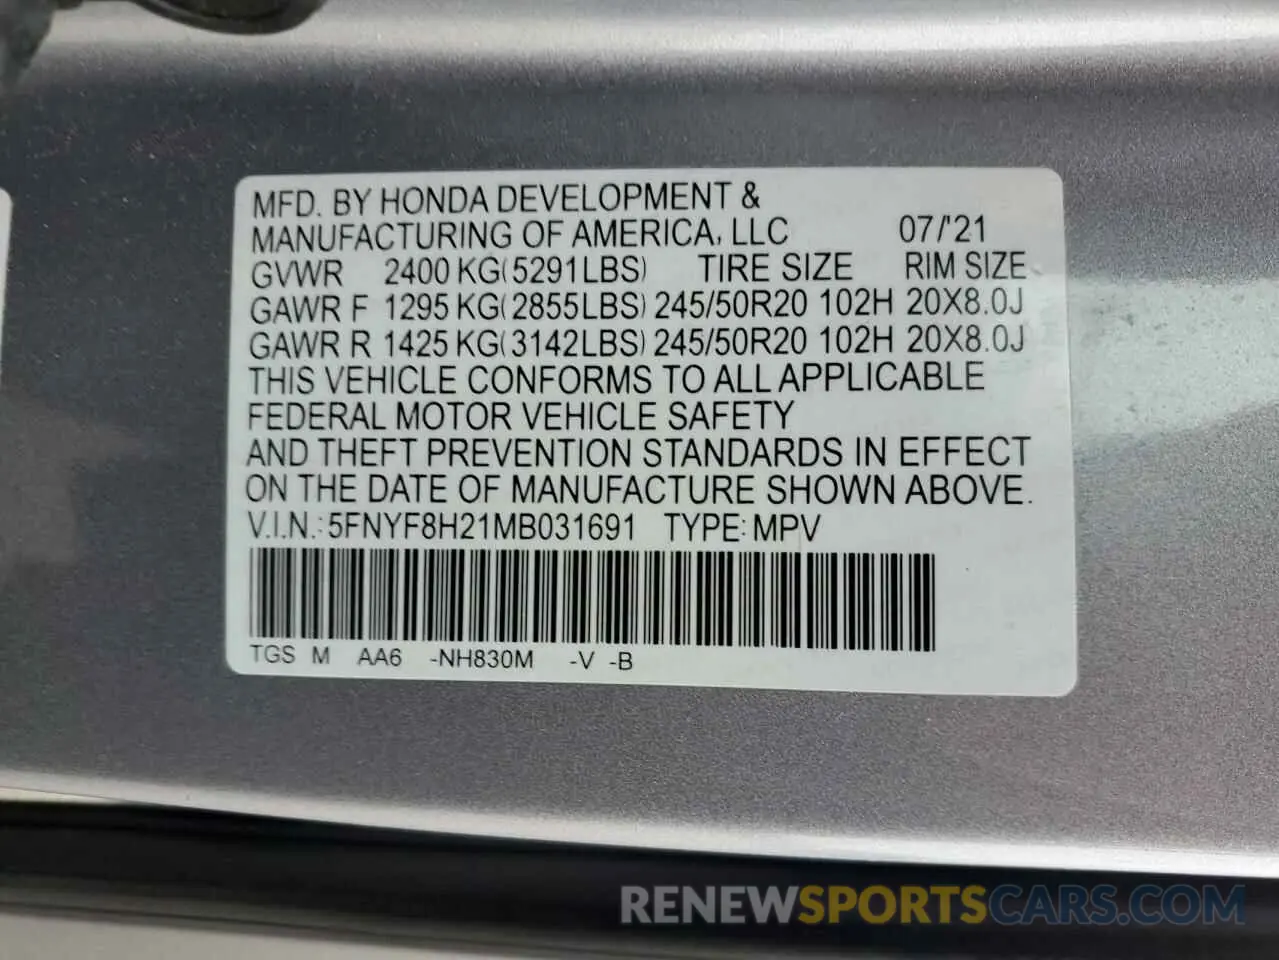 MFD. BY HONDA DEVELOPMENT &
MANUFACTURING OF AMERICA, LLC 07/'21
GVWR 2400 KG(5291LBS) TIRE SIZE RIM SIZE
GAWR F 1295 KG(2855LBS) 245/50R20 102H 20X8.0J
GAWR R 1425 KG(3142LBS) 245/50R20 102H 20X8.0J
THIS VEHICLE CONFORMS TO ALL APPLICABLE
FEDERAL MOTOR VEHICLE SAFETY
AND THEFT PREVENTION STANDARDS IN EFFECT
ON THE DATE OF MANUFACTURE SHOWN ABOVE.
V.I.N.: 5FNYF8H21MB031691 TYPE: MPV
TGS M AA6 -NH830M -V -B
RENEWSPORTSCARS.COM